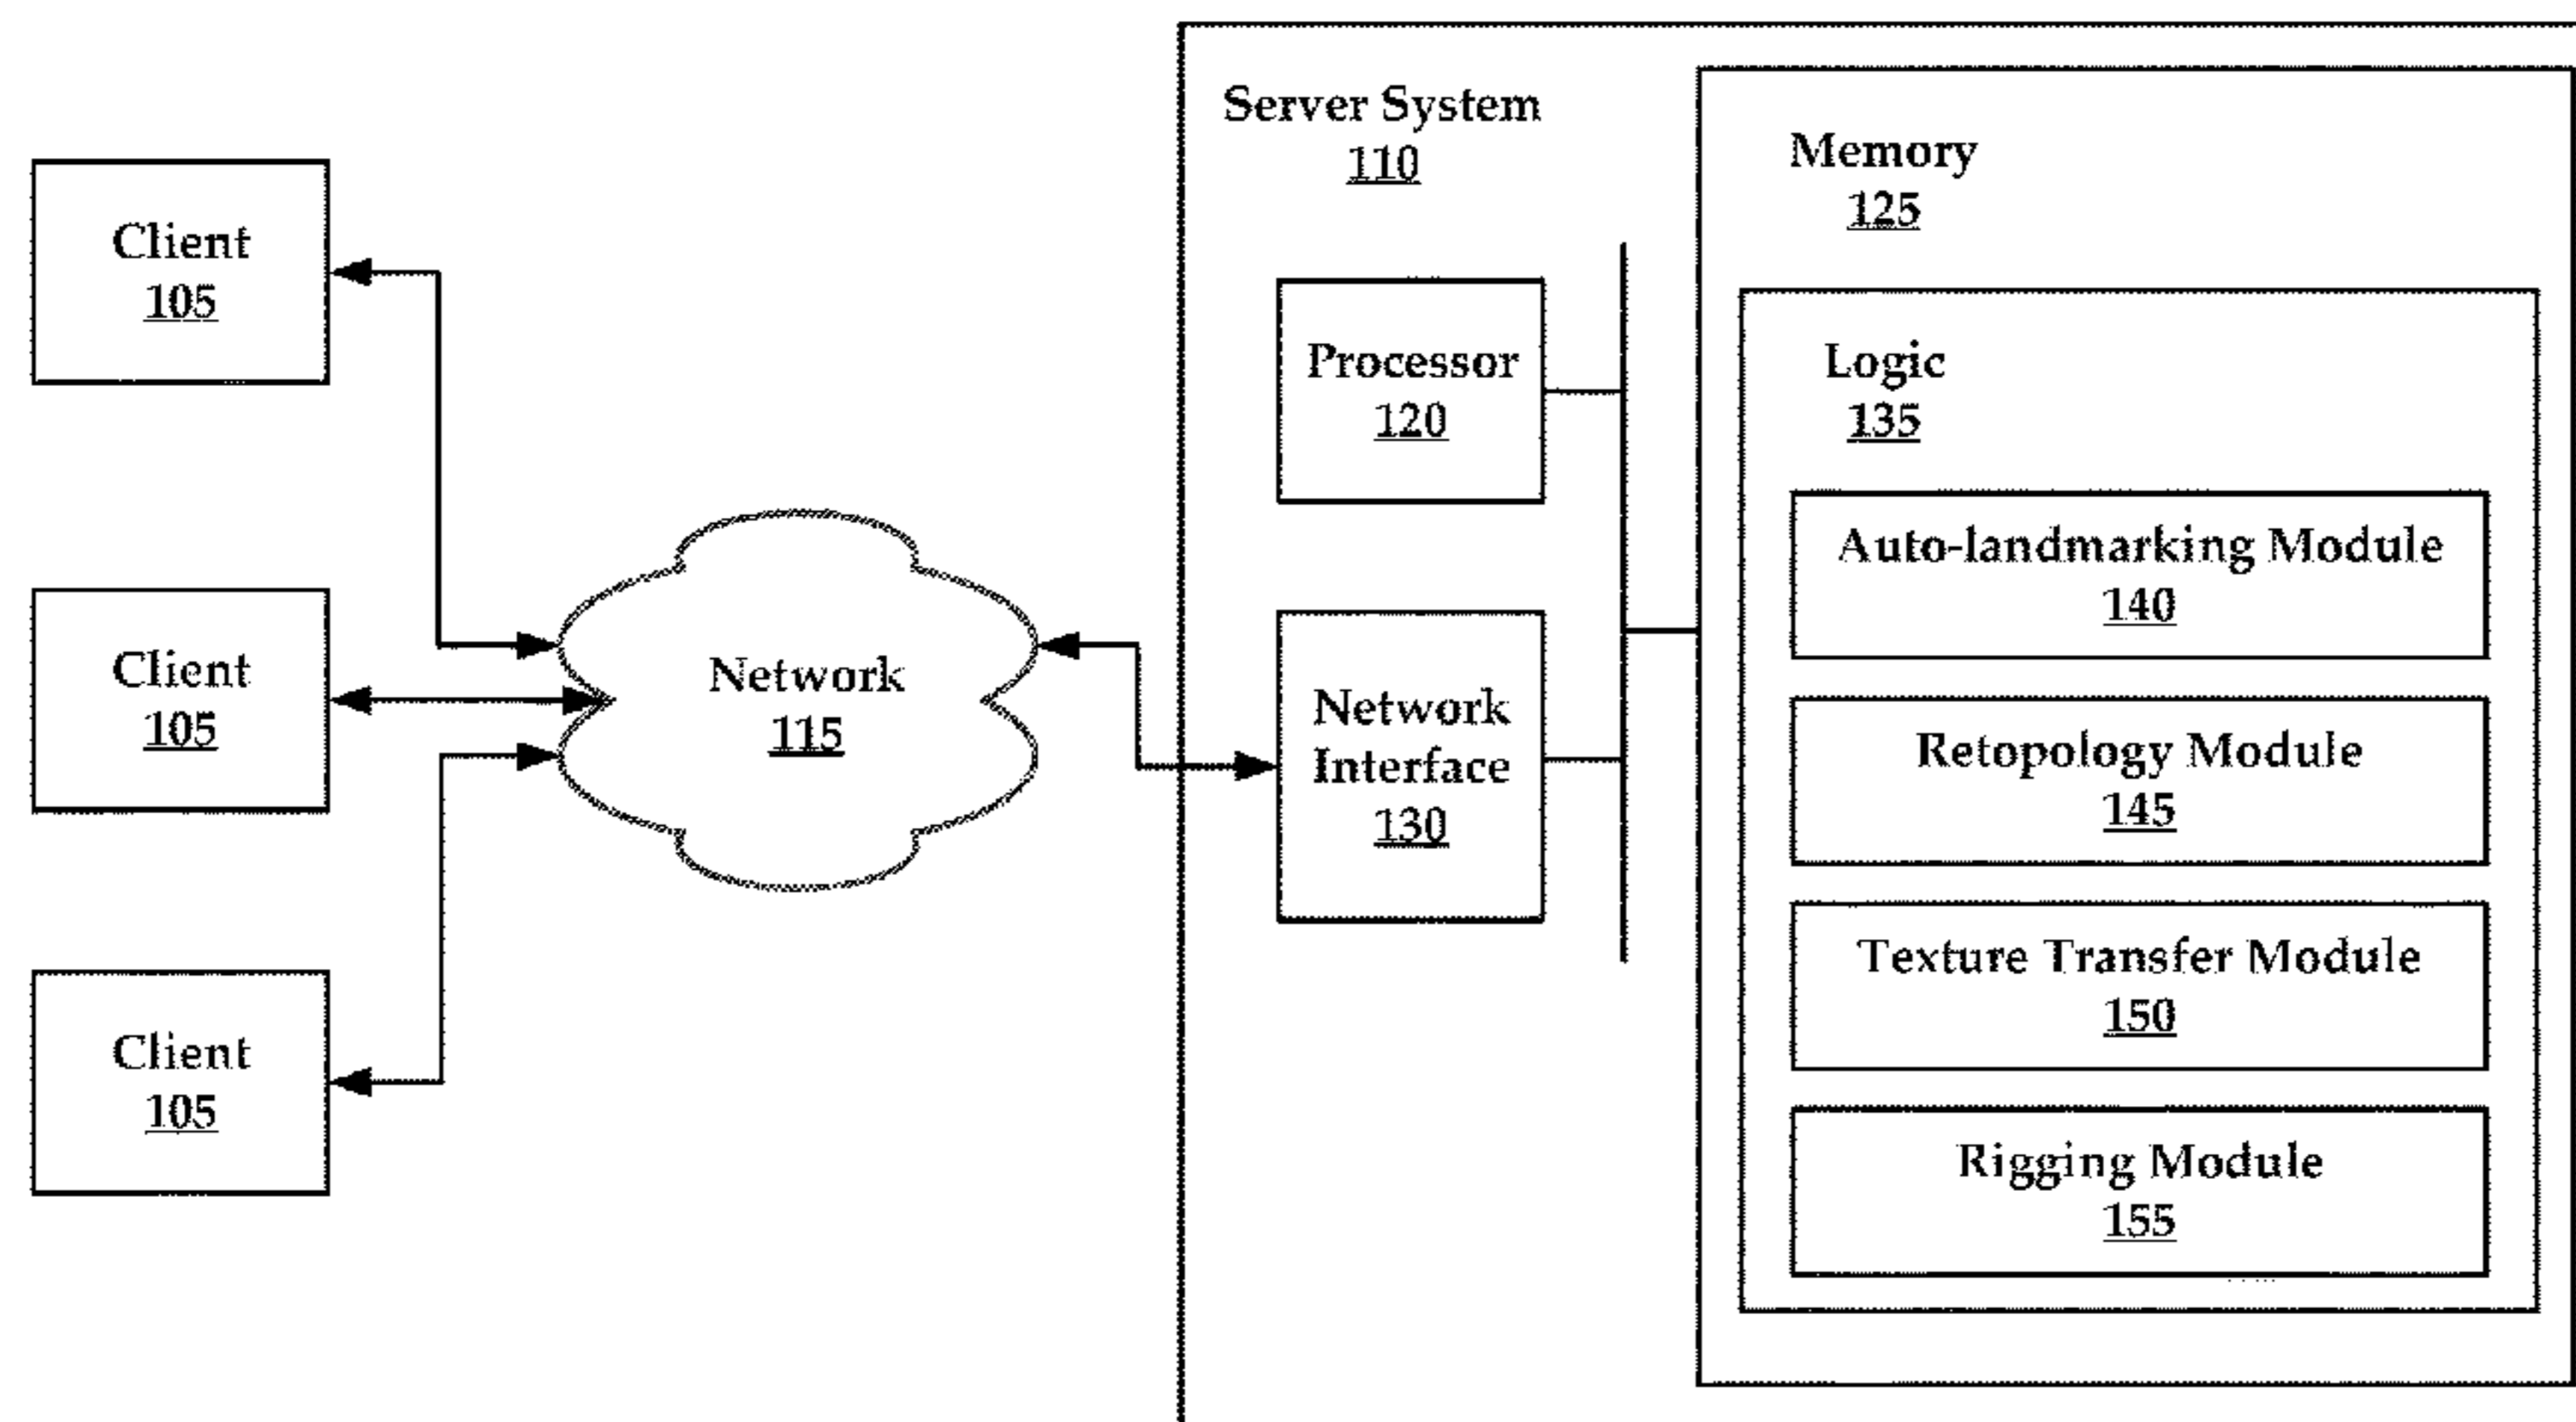 Client
105
Client
105
Client
105
Network
115
Server System
110
Processor
120
Network
Interface
130
Memory
125
Logic
135
Auto-landmarking Module
140
Retopology Module
145
Texture Transfer Module
150
Rigging Module
155